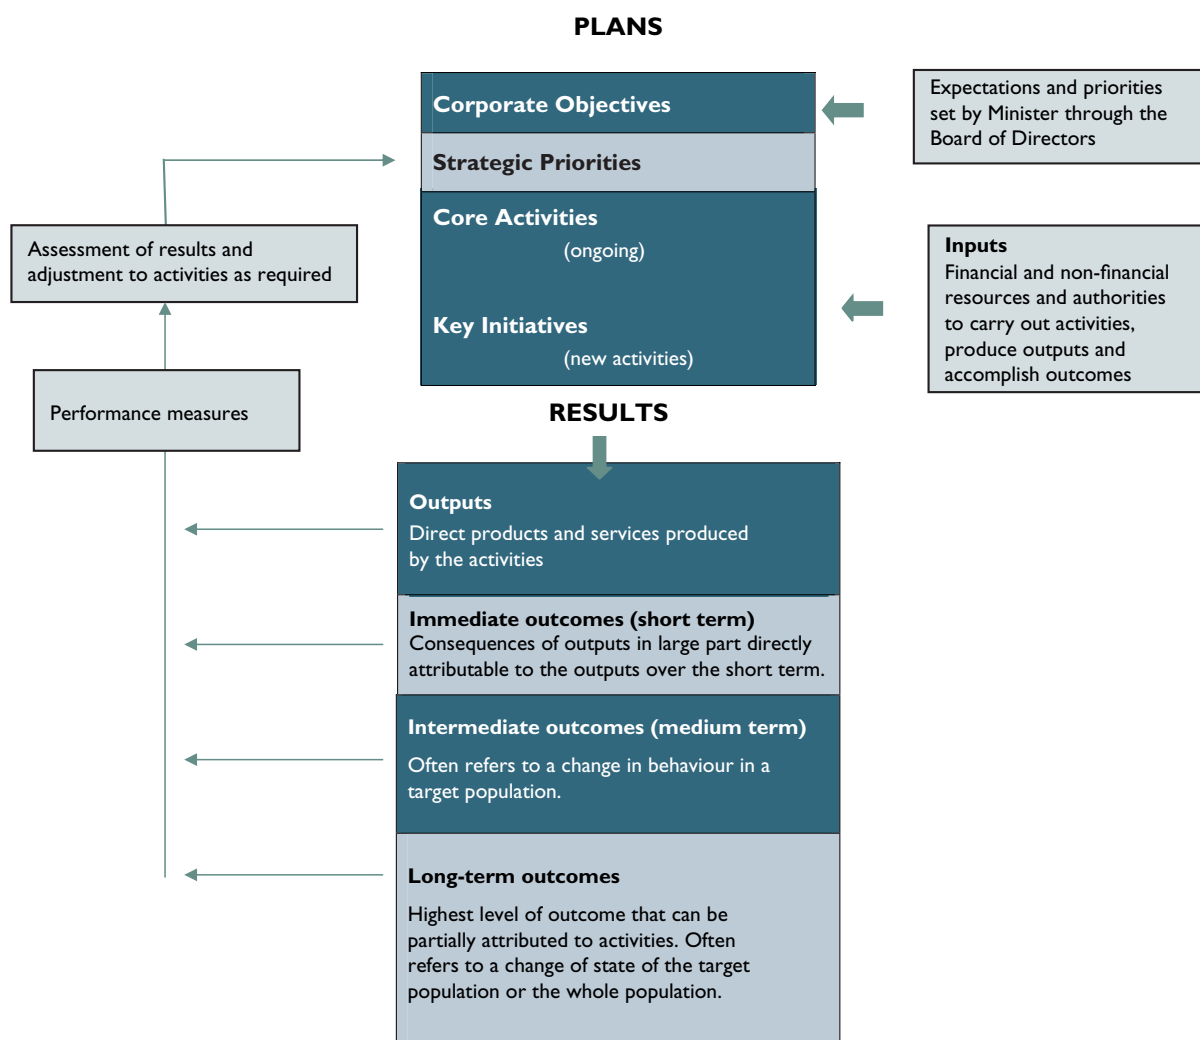 PLANS
Corporate Objectives
Strategic Priorities
Core Activities
(ongoing)
Key Initiatives
(new activities)
Expectations and priorities
set by Minister through the
Board of Directors
Inputs
Financial and non-financial
resources and authorities
to carry out activities,
produce outputs and
accomplish outcomes
Assessment of results and
adjustment to activities as required
Performance measures
RESULTS
Outputs
Direct products and services produced
by the activities
Immediate outcomes (short term)
Consequences of outputs in large part directly
attributable to the outputs over the short term.
Intermediate outcomes (medium term)
Often refers to a change in behaviour in a
target population.
Long-term outcomes
Highest level of outcome that can be
partially attributed to activities. Often
refers to a change of state of the target
population or the whole population.